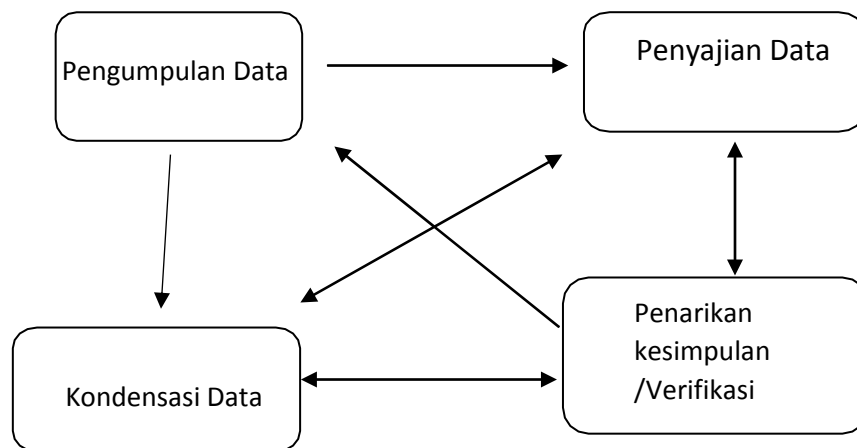 Pengumpulan Data
Penyajian Data
Kondensasi Data
Penarikan
kesimpulan
/Verifikasi